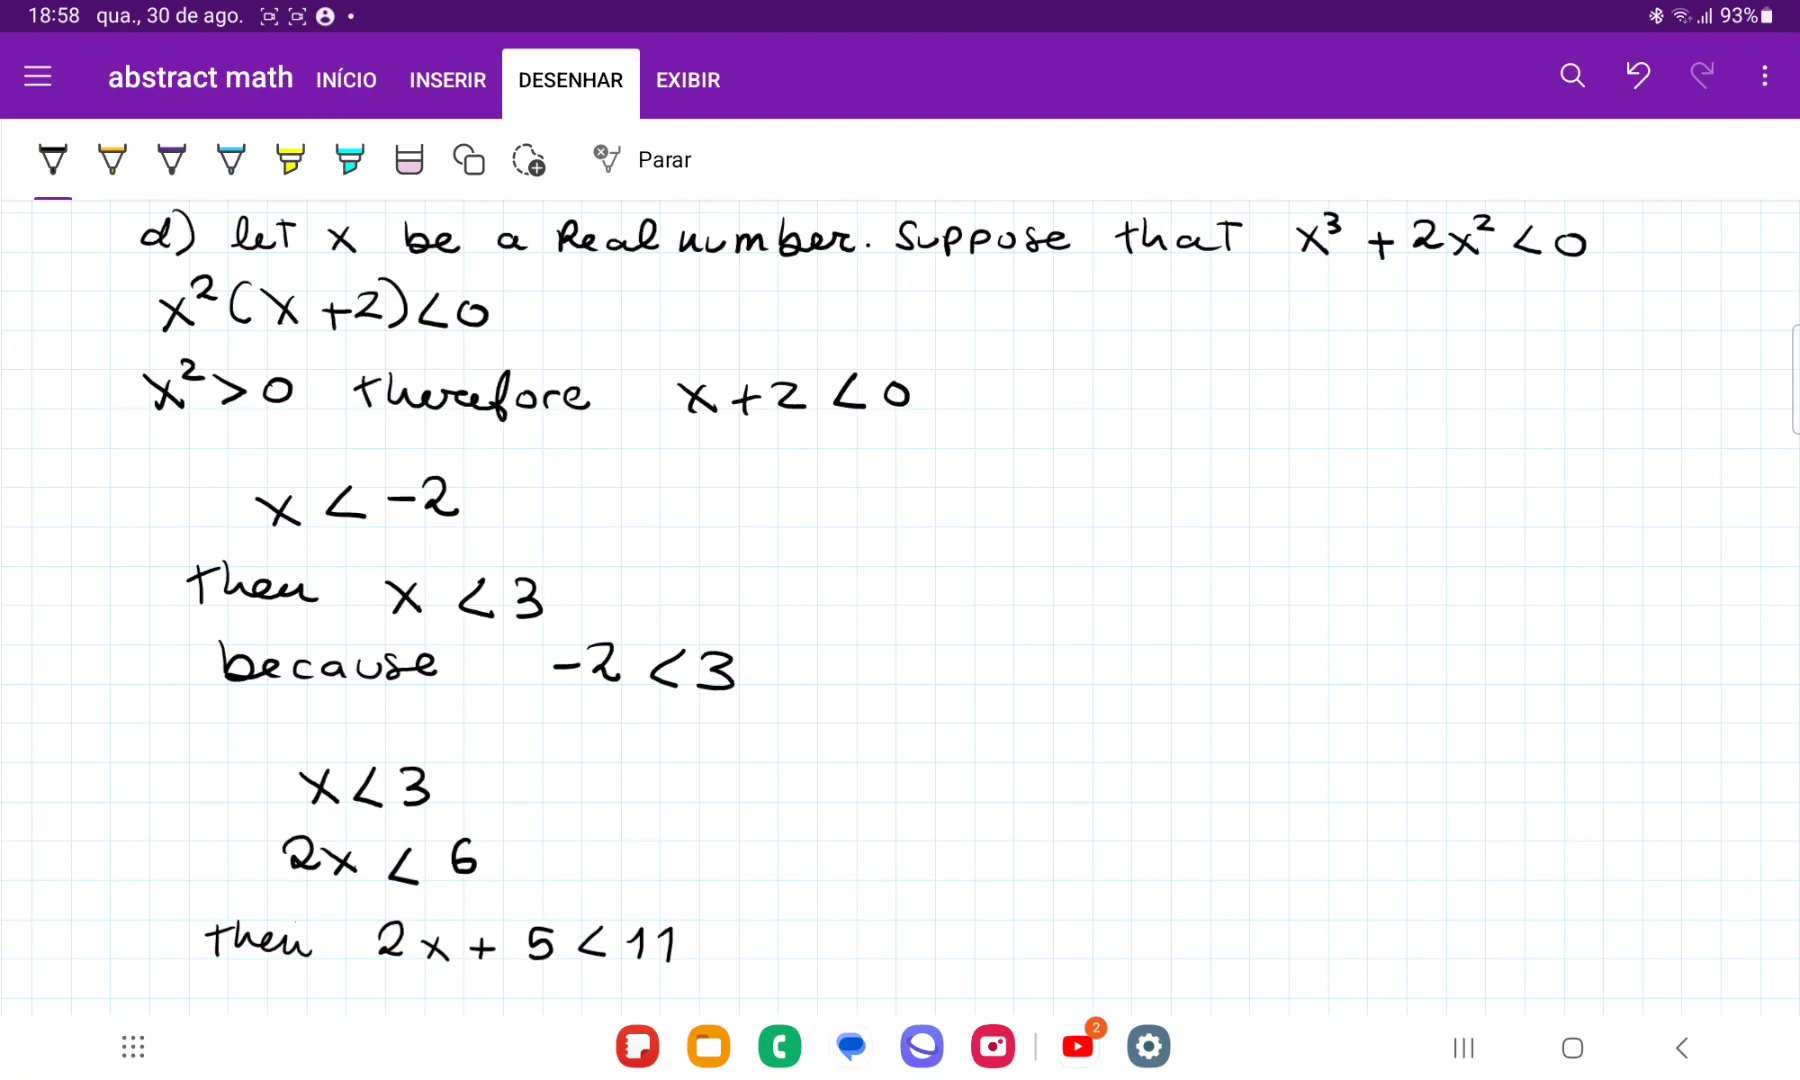 18:58 qua., 30 de ago. 93%
abstract math INÍCIO INSERIR DESENHAR EXIBIR
Parar
d) let x be a Real number. Suppose that x³ + 2x² < 0
x²(x + 2) < 0
x² > 0 therefore x + 2 < 0
x < -2
then x < 3
because -2 < 3
x < 3
2x < 6
then 2x + 5 < 11
2